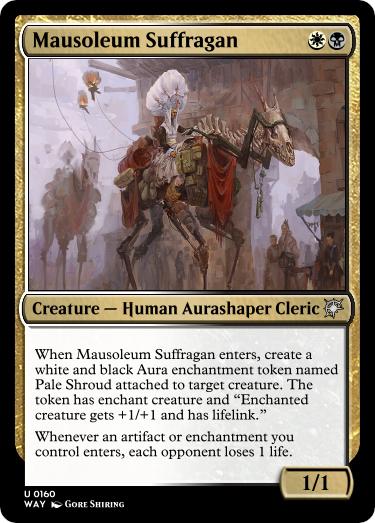 Mausoleum Suffragan
Creature — Human Aurashaper Cleric
When Mausoleum Suffragan enters, create a
white and black Aura enchantment token named
Pale Shroud attached to target creature. The
token has enchant creature and “Enchanted
creature gets +1/+1 and has lifelink.”
Whenever an artifact or enchantment you
control enters, each opponent loses 1 life.
1/1
U 0160
WAY Gore Shiring